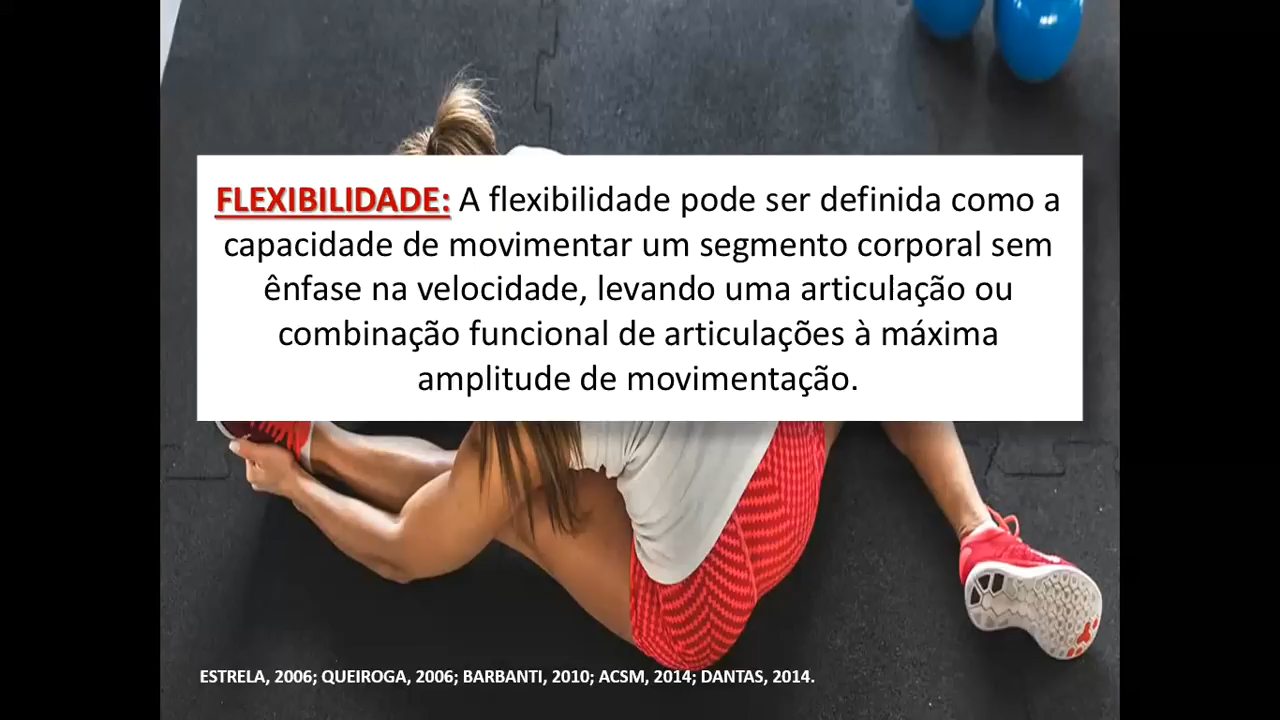 FLEXIBILIDADE: A flexibilidade pode ser definida como a
capacidade de movimentar um segmento corporal sem
ênfase na velocidade, levando uma articulação ou
combinação funcional de articulações à máxima
amplitude de movimentação.
ESTRELA, 2006; QUEIROGA, 2006; BARBANTI, 2010; ACSM, 2014; DANTAS, 2014.